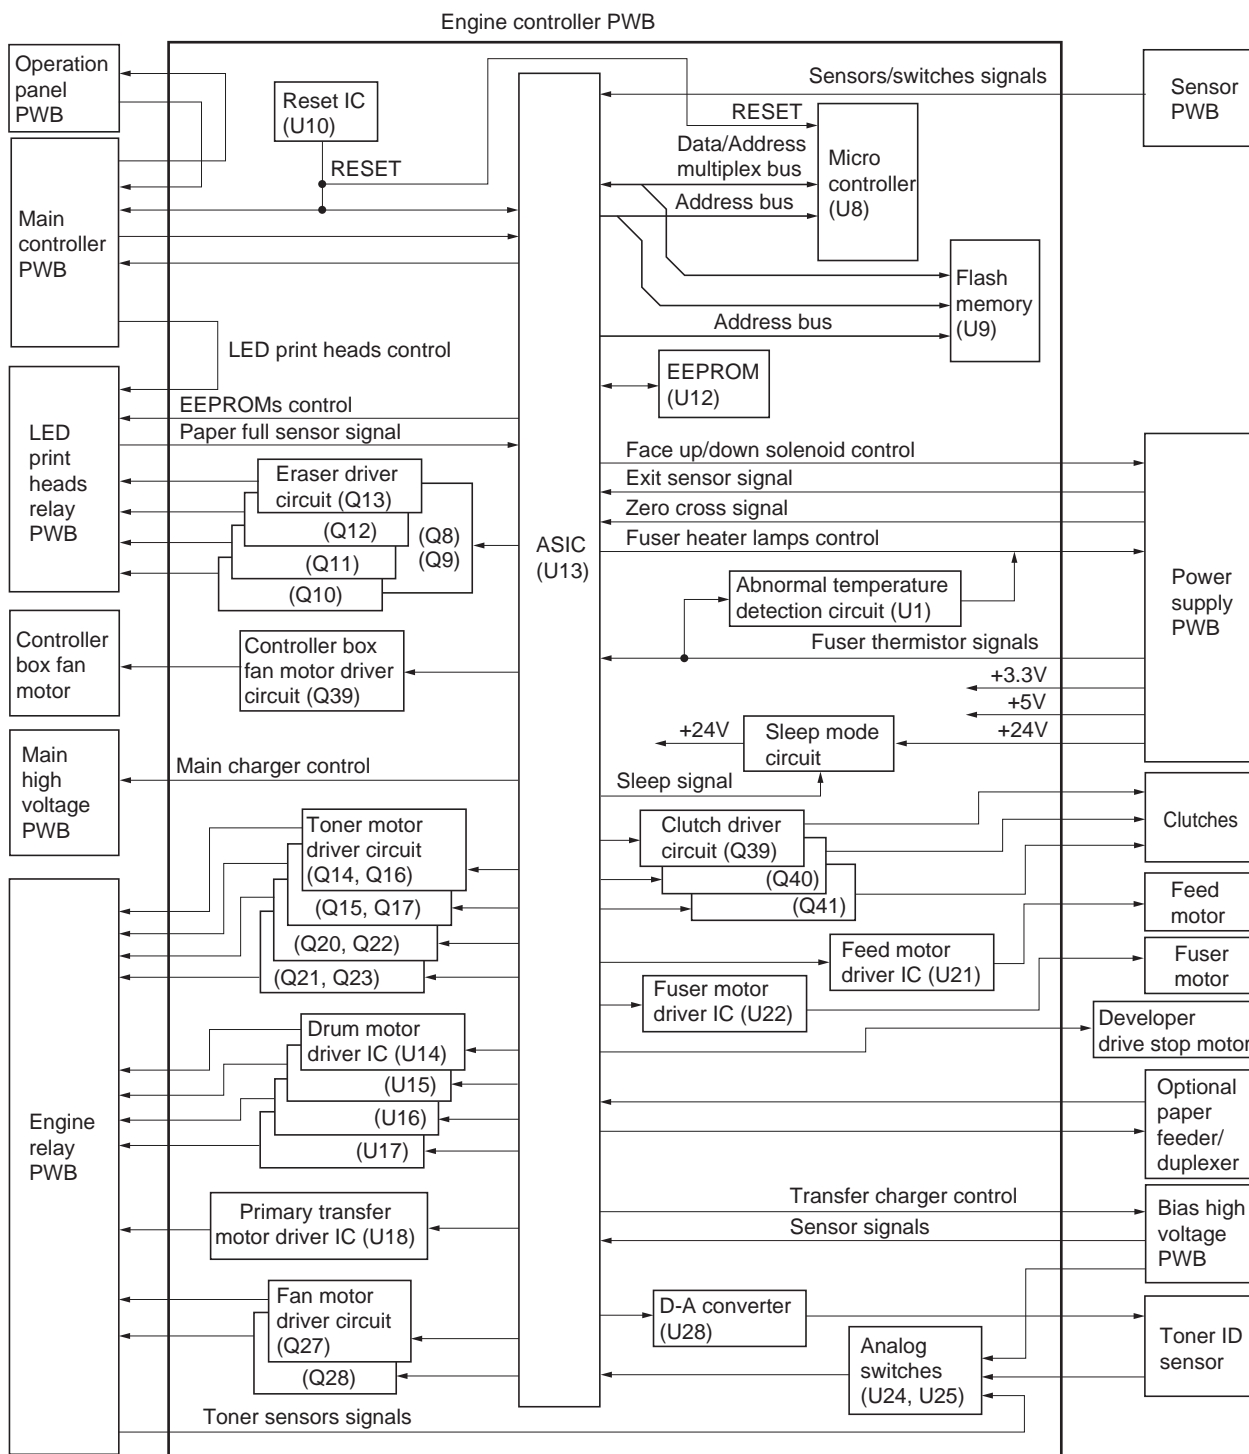 Engine controller PWB
Operation
panel
PWB
Main
controller
PWB
LED
print
heads
relay
PWB
Controller
box fan
motor
Main
high
voltage
PWB
Engine
relay
PWB
Reset IC
(U10)
RESET
LED print heads control
EEPROMs control
Paper full sensor signal
Eraser driver
circuit (Q13)
(Q12)
(Q11)
(Q10)
(Q8)
(Q9)
Controller box
fan motor driver
circuit (Q39)
Main charger control
Toner motor
driver circuit
(Q14, Q16)
(Q15, Q17)
(Q20, Q22)
(Q21, Q23)
Drum motor
driver IC (U14)
(U15)
(U16)
(U17)
Primary transfer
motor driver IC (U18)
Fan motor
driver circuit
(Q27)
(Q28)
Toner sensors signals
ASIC
(U13)
Sensors/switches signals
RESET
Data/Address
multiplex bus
Address bus
Micro
controller
(U8)
Flash
memory
(U9)
Address bus
EEPROM
(U12)
Face up/down solenoid control
Exit sensor signal
Zero cross signal
Fuser heater lamps control
Abnormal temperature
detection circuit (U1)
Fuser thermistor signals
+3.3V
+5V
+24V
Sleep mode
circuit
+24V
Sleep signal
Clutch driver
circuit (Q39)
(Q40)
(Q41)
Feed motor
driver IC (U21)
Fuser motor
driver IC (U22)
Transfer charger control
Sensor signals
D-A converter
(U28)
Analog
switches
(U24, U25)
Sensor
PWB
Power
supply
PWB
Clutches
Feed
motor
Fuser
motor
Developer
drive stop motor
Optional
paper
feeder/
duplexer
Bias high
voltage
PWB
Toner ID
sensor